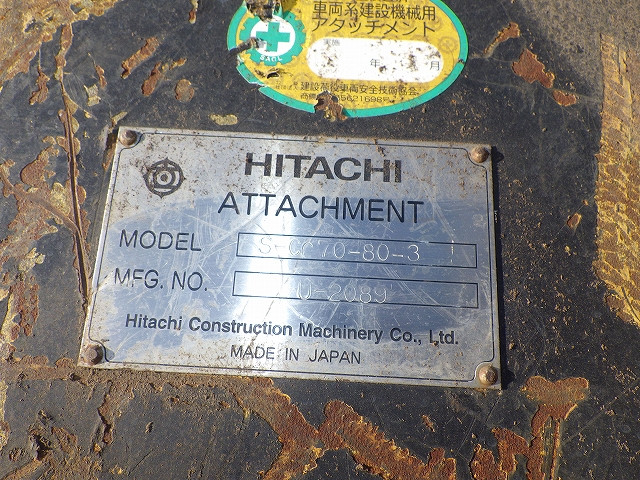 車両系建設機械用
アタッチメント
年 月
建設荷役車両安全技術協会
HITACHI
ATTACHMENT
MODEL
MFG. NO. U-2089
Hitachi Construction Machinery Co., Ltd.
MADE IN JAPAN